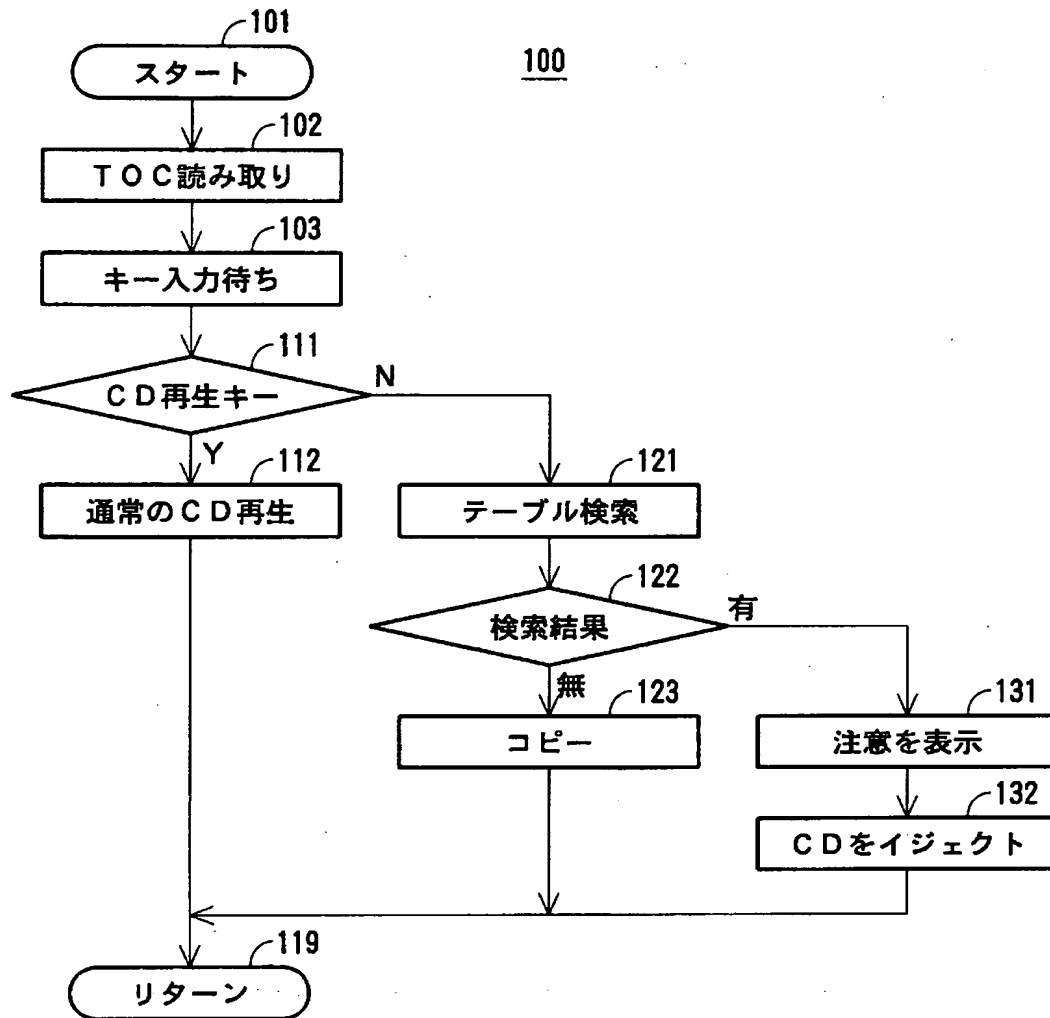 101
スタート
100
102
TOC読み取り
103
キー入力待ち
111
CD再生キー
N
Y
112
通常のCD再生
121
テーブル検索
122
検索結果
有
無
123
コピー
131
注意を表示
132
CDをイジェクト
119
リターン